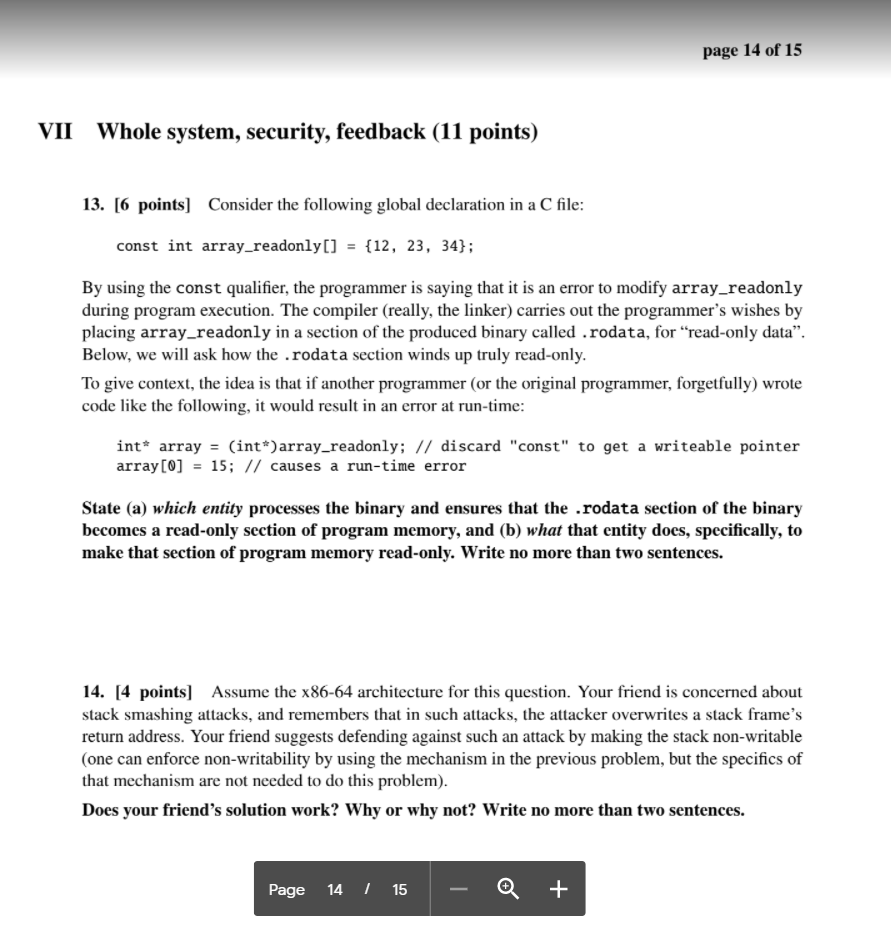 page 14 of 15
VII Whole system, security, feedback (11 points)
13. [6 points] Consider the following global declaration in a C file:
const int array_readonly[] = {12, 23, 34};
By using the const qualifier, the programmer is saying that it is an error to modify array_readonly
during program execution. The compiler (really, the linker) carries out the programmer's wishes by
placing array_readonly in a section of the produced binary called .rodata, for “read-only data”.
Below, we will ask how the .rodata section winds up truly read-only.
To give context, the idea is that if another programmer (or the original programmer, forgetfully) wrote
code like the following, it would result in an error at run-time:
int* array = (int*)array_readonly; // discard "const" to get a writeable pointer
array[0] = 15; // causes a run-time error
State (a) which entity processes the binary and ensures that the .rodata section of the binary
becomes a read-only section of program memory, and (b) what that entity does, specifically, to
make that section of program memory read-only. Write no more than two sentences.
14. [4 points] Assume the x86-64 architecture for this question. Your friend is concerned about
stack smashing attacks, and remembers that in such attacks, the attacker overwrites a stack frame's
return address. Your friend suggests defending against such an attack by making the stack non-writable
(one can enforce non-writability by using the mechanism in the previous problem, but the specifics of
that mechanism are not needed to do this problem).
Does your friend's solution work? Why or why not? Write no more than two sentences.
Page 14 / 15